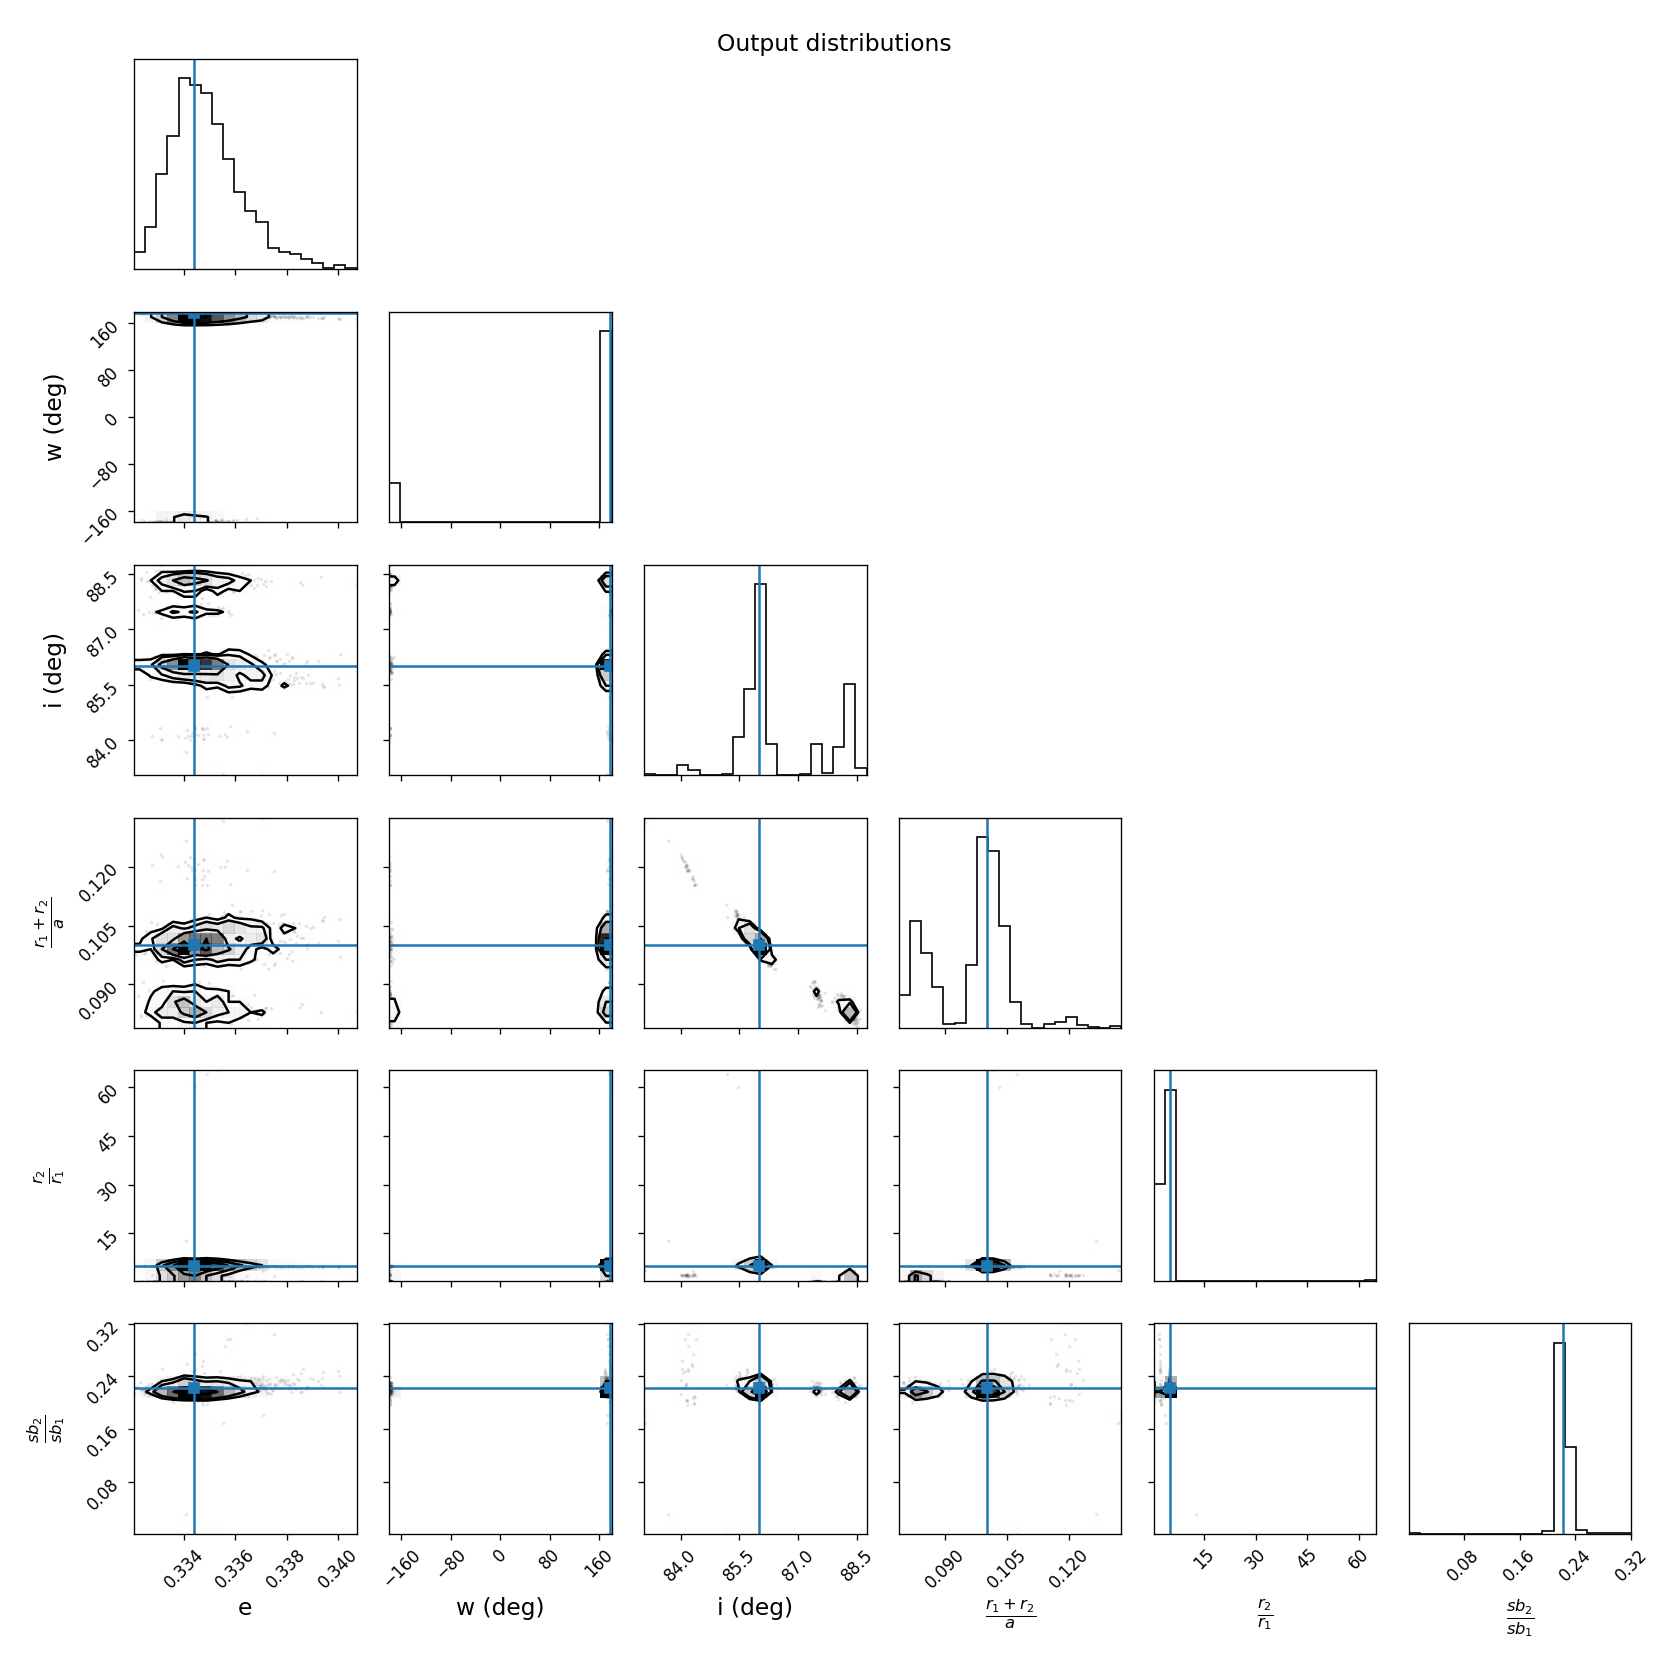 Output distributions
160
80
0
−80
−160
w (deg)
88.5
87.0
85.5
84.0
i (deg)
0.120
0.105
0.090
r₁ + r₂
a
60
45
30
15
r₂
r₁
0.32
0.24
0.16
0.08
sb₂
sb₁
0.334 0.336 0.338 0.340 −160 −80 0 80 160 84.0 85.5 87.0 88.5 0.090 0.105 0.120 15 30 45 60 0.08 0.16 0.24 0.32
e w (deg) i (deg)
r₁ + r₂
a
r₂
r₁
sb₂
sb₁